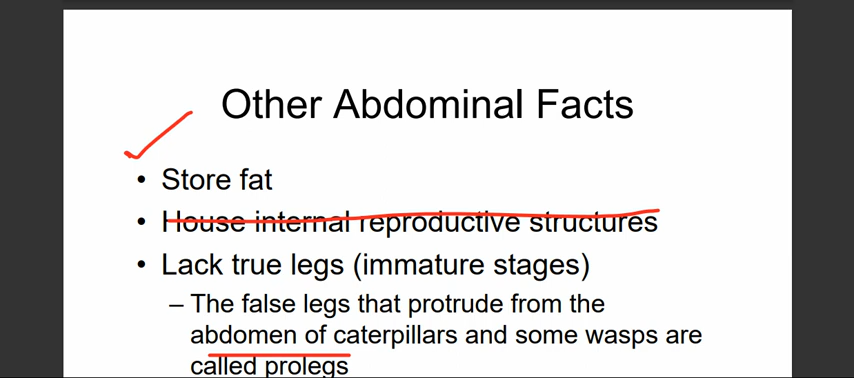 Other Abdominal Facts
• Store fat
• House internal reproductive structures
• Lack true legs (immature stages)
– The false legs that protrude from the
abdomen of caterpillars and some wasps are
called prolegs